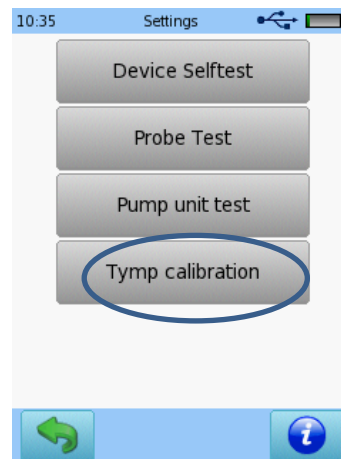 10:35 Settings
Device Selftest
Probe Test
Pump unit test
Tymp calibration
i